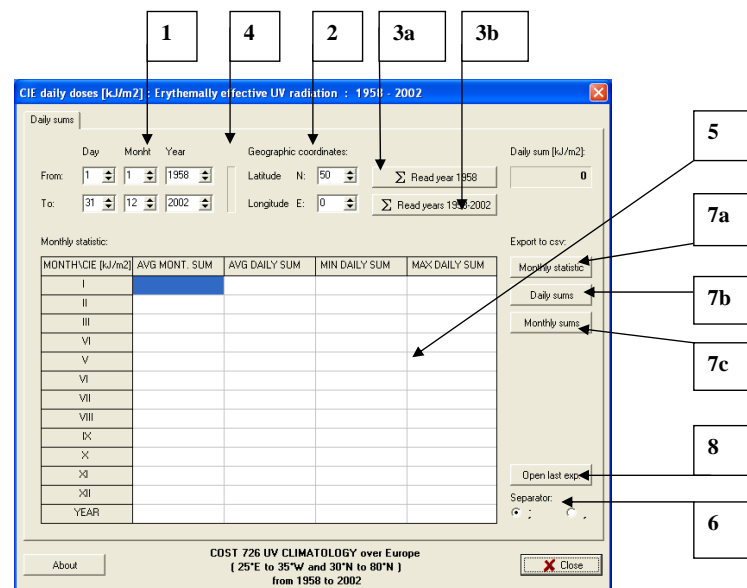 1 4 2 3a 3b
CIE daily doses [kJ/m2] : Erythemally effective UV radiation : 1958 - 2002
Daily sums
Day Monht Year Geographic coordinates: Daily sum [kJ/m2]:
From: 1 1 1958 Latitude N: 50 Σ Read year 1958 0
To: 31 12 2002 Longitude E: 0 Σ Read years 1958-2002
Monthly statistic: Export to csv:
MONTH\CIE [kJ/m2] AVG MONT. SUM AVG DAILY SUM MIN DAILY SUM MAX DAILY SUM
I
II
III
VI
V
VI
VII
VIII
IX
X
XI
XII
YEAR
Monthly statistic
Daily sums
Monthly sums
Open last exp.
Separator:
; ,
5
7a
7b
7c
8
6
About
COST 726 UV CLIMATOLOGY over Europe
( 25°E to 35°W and 30°N to 80°N )
from 1958 to 2002
Close